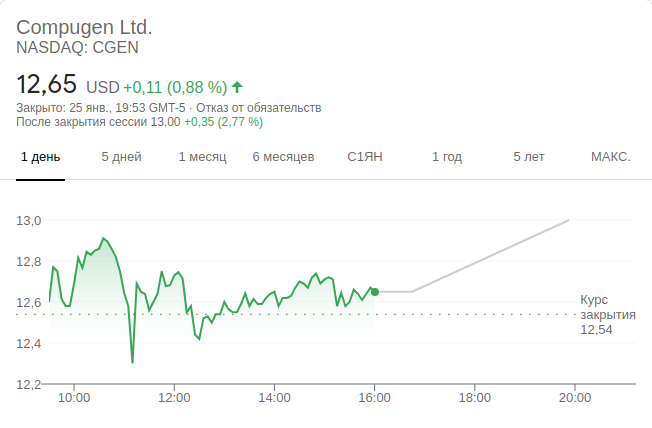 Compugen Ltd.
NASDAQ: CGEN
12,65 USD +0,11 (0,88 %)
Закрыто: 25 янв., 19:53 GMT-5 · Отказ от обязательств
После закрытия сессии 13,00 +0,35 (2,77 %)
1 день 5 дней 1 месяц 6 месяцев С1ЯН 1 год 5 лет МАКС.
13,0
12,8
12,6
Курс
закрытия
12,54
12,4
12,2
10:00 12:00 14:00 16:00 18:00 20:00